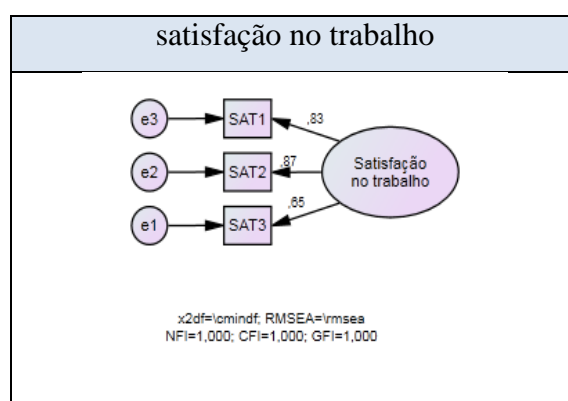 satisfação no trabalho
e3 SAT1 ,83
e2 SAT2 ,87
Satisfação
no trabalho
e1 SAT3 ,65
x2df=\cmindf; RMSEA=\rmsea
NFI=1,000; CFI=1,000; GFI=1,000